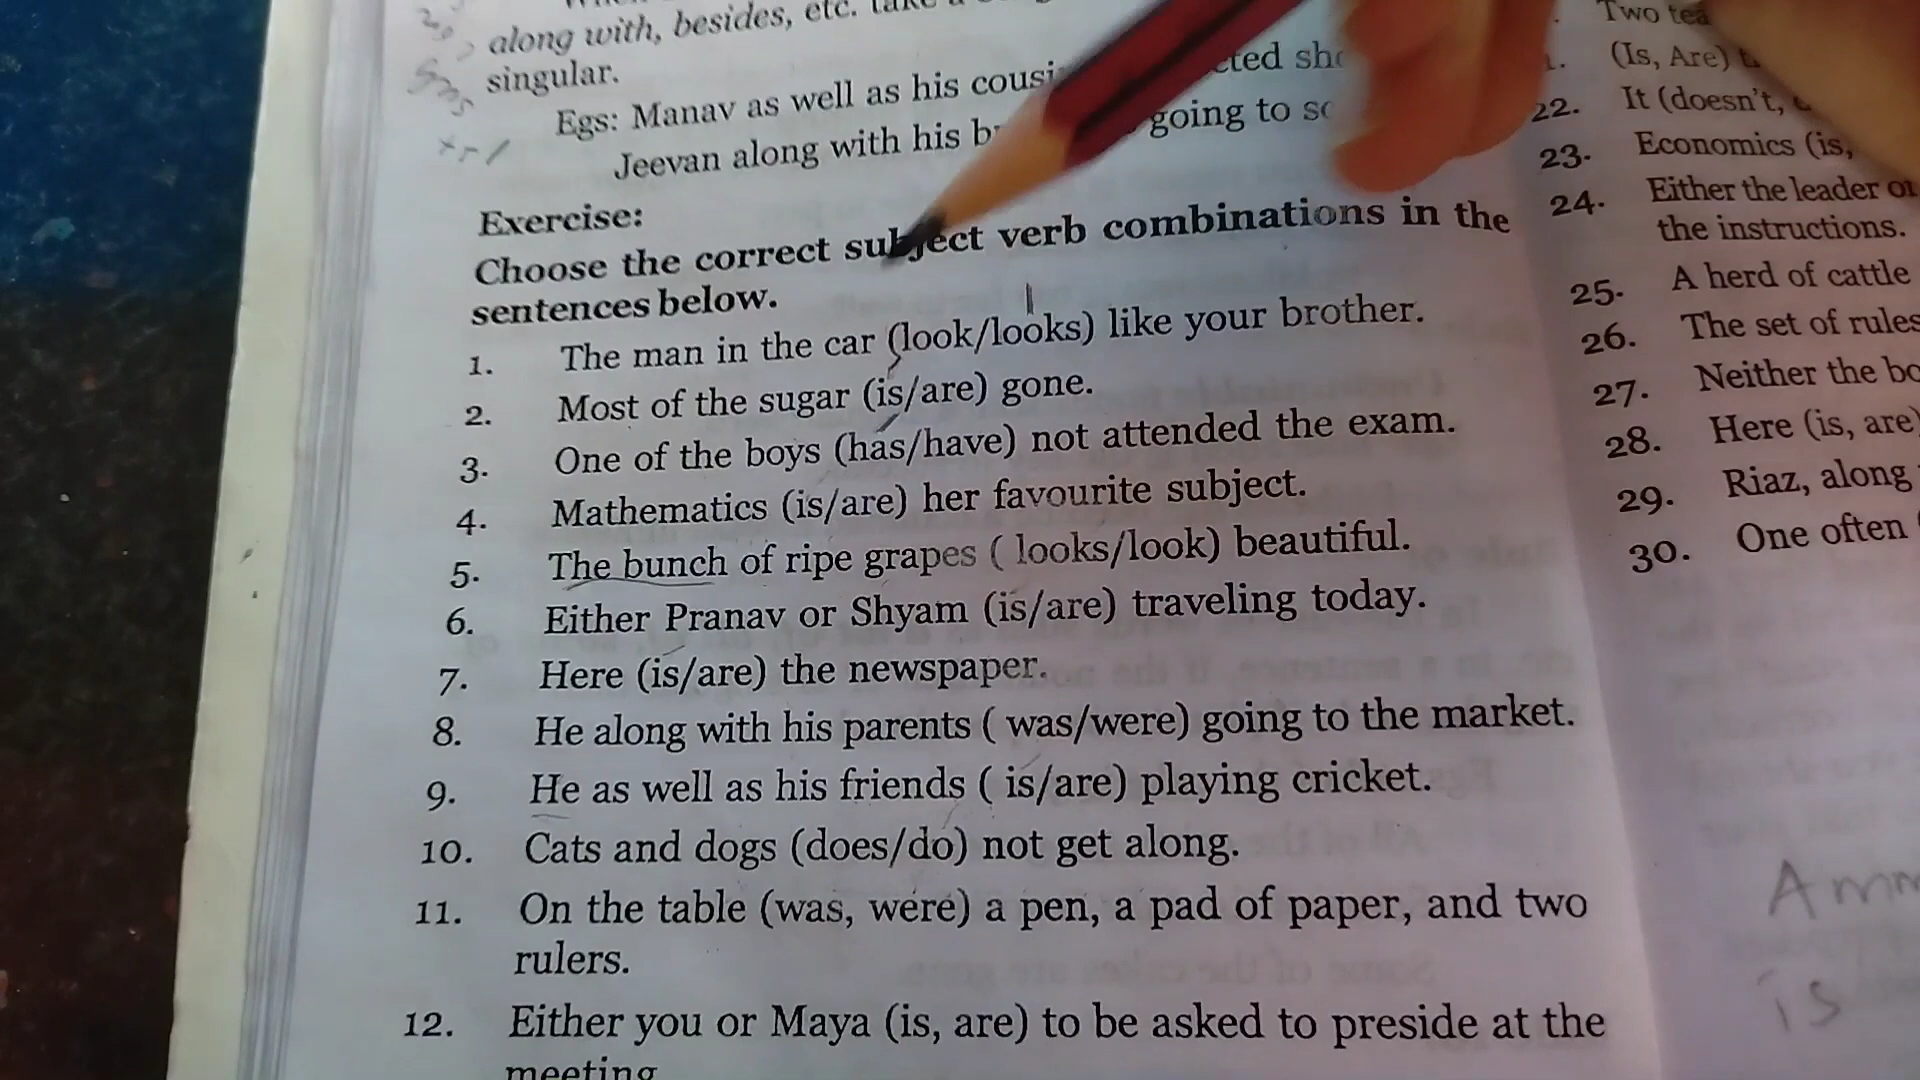 along with, besides, etc.
singular.
Egs: Manav as well as his
Jeevan along with his going to
Exercise:
Choose the correct subject verb combinations in the
sentences below.
1. The man in the car (look/looks) like your brother.
2. Most of the sugar (is/are) gone.
3. One of the boys (has/have) not attended the exam.
4. Mathematics (is/are) her favourite subject.
5. The bunch of ripe grapes ( looks/look) beautiful.
6. Either Pranav or Shyam (is/are) traveling today.
7. Here (is/are) the newspaper.
8. He along with his parents ( was/were) going to the market.
9. He as well as his friends ( is/are) playing cricket.
10. Cats and dogs (does/do) not get along.
11. On the table (was, were) a pen, a pad of paper, and two
rulers.
12. Either you or Maya (is, are) to be asked to preside at the
meeting
Two
(Is, Are)
22. It (doesn't,
23. Economics (is,
24. Either the leader or
the instructions.
25. A herd of cattle
26. The set of rules
27. Neither the
28. Here (is, are)
29. Riaz, along
30. One often
is